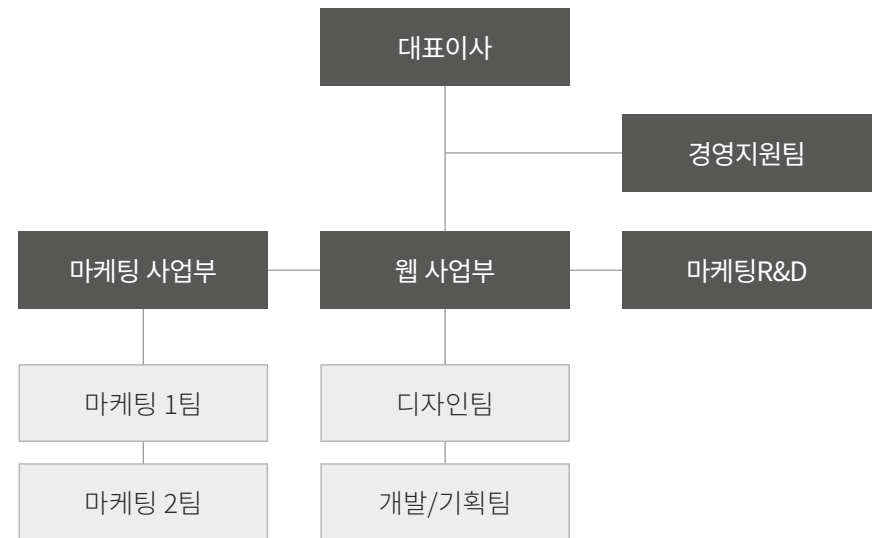 대표이사
경영지원팀
마케팅 사업부
웹 사업부
마케팅R&D
마케팅 1팀
디자인팀
마케팅 2팀
개발/기획팀